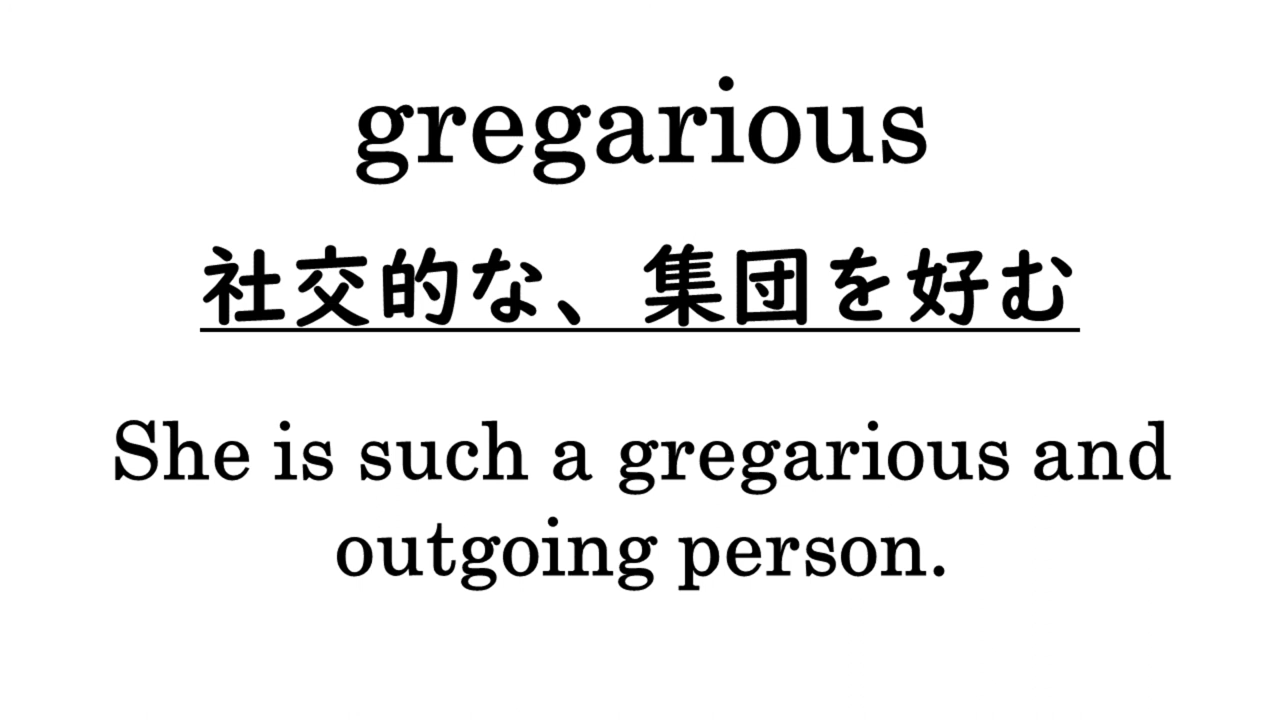 gregarious
社交的な、集団を好む
She is such a gregarious and
outgoing person.